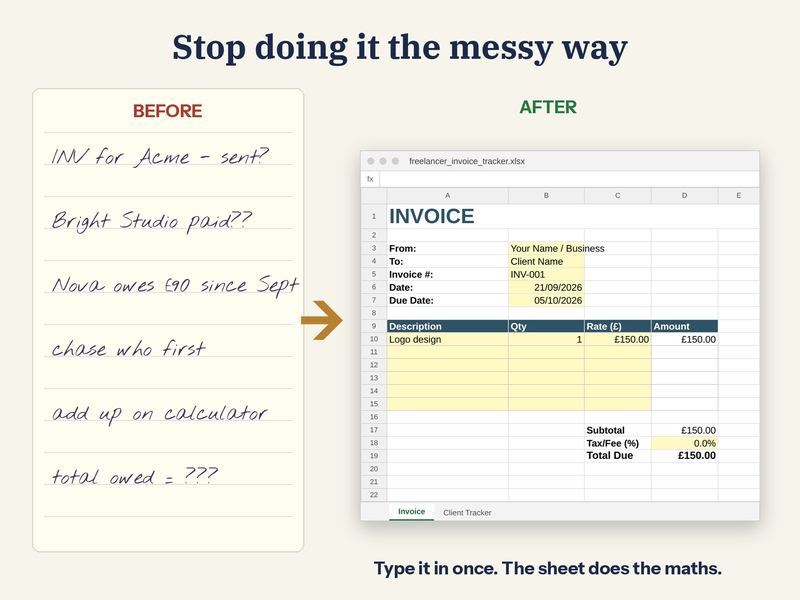 Stop doing it the messy way
BEFORE
INV for Acme - sent?
Bright Studio paid??
Nova owes £90 since Sept
chase who first
add up on calculator
total owed = ???
AFTER
freelancer_invoice_tracker.xlsx
fx
A B C D E
1 INVOICE
2
3 From: Your Name / Business
4 To: Client Name
5 Invoice #: INV-001
6 Date: 21/09/2026
7 Due Date: 05/10/2026
8
9 Description Qty Rate (£) Amount
10 Logo design 1 £150.00 £150.00
11
12
13
14
15
16
17 Subtotal £150.00
18 Tax/Fee (%) 0.0%
19 Total Due £150.00
20
21
22
Invoice Client Tracker
Type it in once. The sheet does the maths.